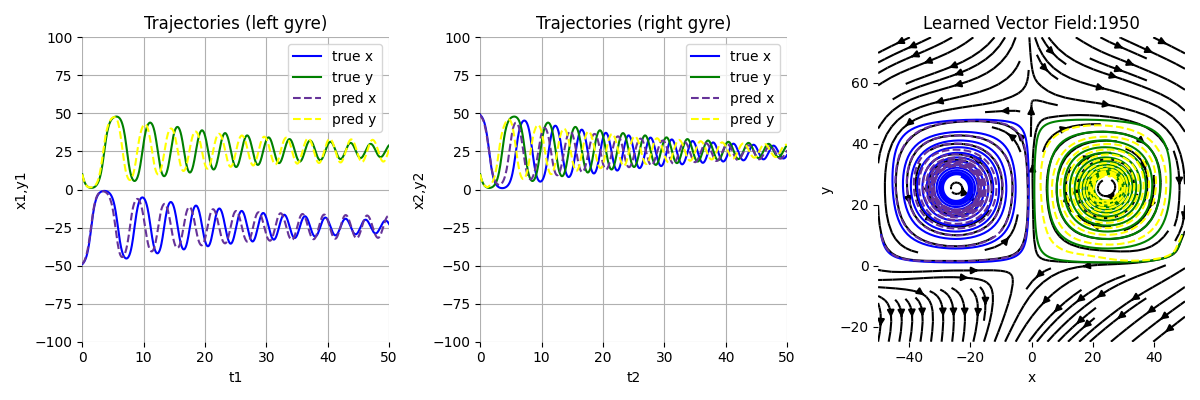 Trajectories (left gyre)
100
75
50
25
0
−25
−50
−75
−100
x1,y1
0
10
20
30
40
50
t1
true x
true y
pred x
pred y
Trajectories (right gyre)
100
75
50
25
0
−25
−50
−75
−100
x2,y2
0
10
20
30
40
50
t2
true x
true y
pred x
pred y
Learned Vector Field:1950
60
40
20
0
−20
y
−40
−20
0
20
40
x